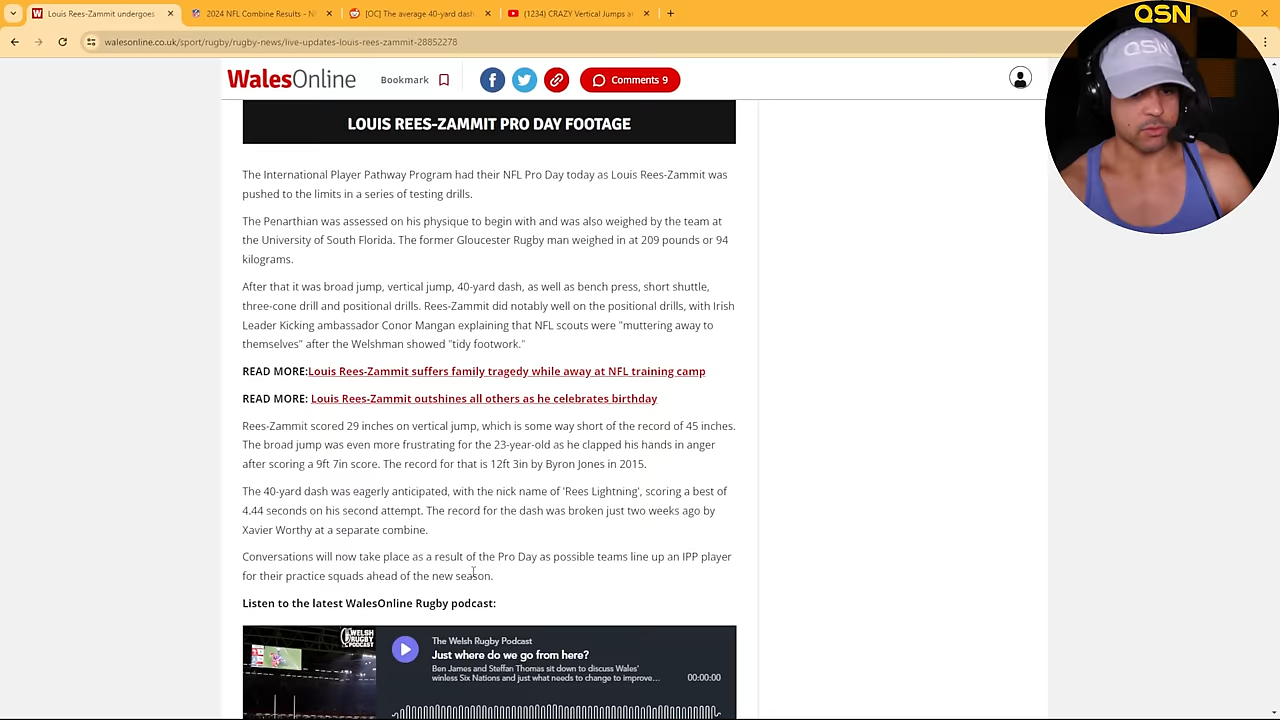 Louis Rees-Zammit undergoes
2024 NFL Combine Results - N
[OC] The average 40-yard dash
(1234) CRAZY Vertical Jumps a
walesonline.co.uk/sport/rugby/rugby-news/live-updates-louis-rees-zammit-28852278
QSN
QSN
WalesOnline
Bookmark
Comments 9
LOUIS REES-ZAMMIT PRO DAY FOOTAGE
The International Player Pathway Program had their NFL Pro Day today as Louis Rees-Zammit was
pushed to the limits in a series of testing drills.
The Penarthian was assessed on his physique to begin with and was also weighed by the team at
the University of South Florida. The former Gloucester Rugby man weighed in at 209 pounds or 94
kilograms.
After that it was broad jump, vertical jump, 40-yard dash, as well as bench press, short shuttle,
three-cone drill and positional drills. Rees-Zammit did notably well on the positional drills, with Irish
Leader Kicking ambassador Conor Mangan explaining that NFL scouts were "muttering away to
themselves" after the Welshman showed "tidy footwork."
READ MORE:Louis Rees-Zammit suffers family tragedy while away at NFL training camp
READ MORE: Louis Rees-Zammit outshines all others as he celebrates birthday
Rees-Zammit scored 29 inches on vertical jump, which is some way short of the record of 45 inches.
The broad jump was even more frustrating for the 23-year-old as he clapped his hands in anger
after scoring a 9ft 7in score. The record for that is 12ft 3in by Byron Jones in 2015.
The 40-yard dash was eagerly anticipated, with the nick name of 'Rees Lightning', scoring a best of
4.44 seconds on his second attempt. The record for the dash was broken just two weeks ago by
Xavier Worthy at a separate combine.
Conversations will now take place as a result of the Pro Day as possible teams line up an IPP player
for their practice squads ahead of the new season.
Listen to the latest WalesOnline Rugby podcast:
WELSH
RUGBY
PODCAST
The Welsh Rugby Podcast
Just where do we go from here?
Ben James and Steffan Thomas sit down to discuss Wales'
winless Six Nations and just what needs to change to improve...
00:00:00